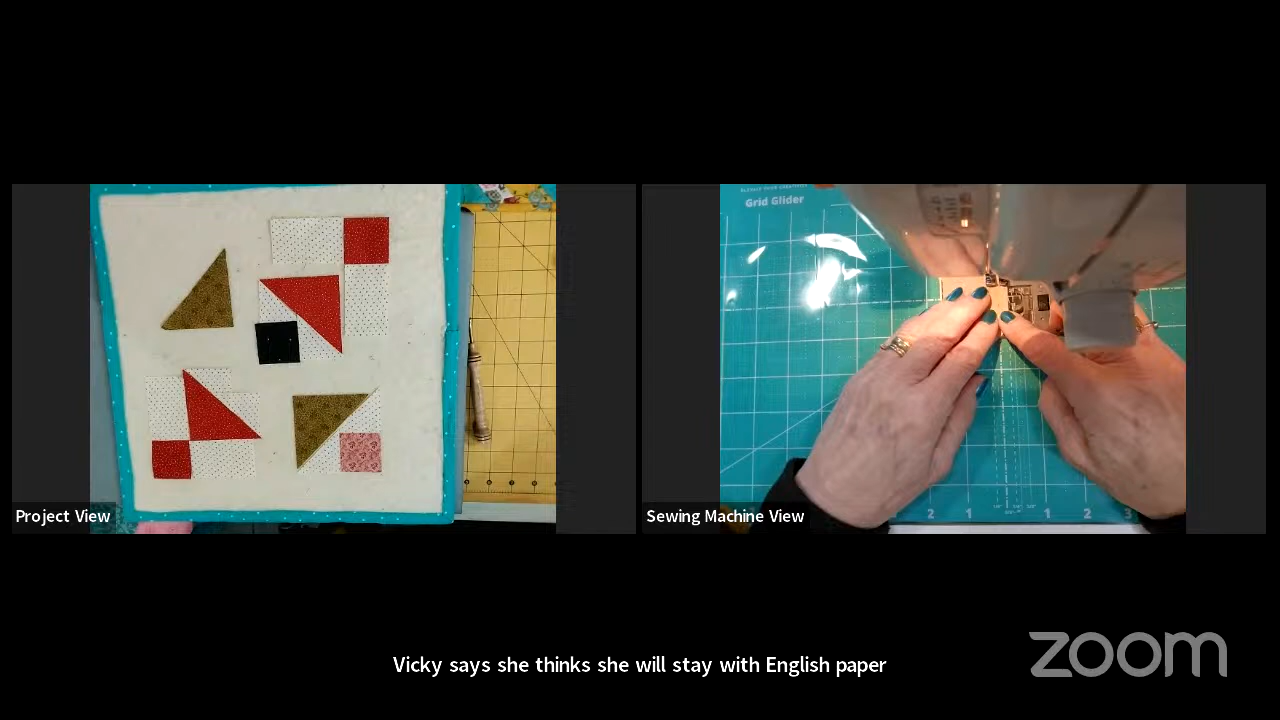 Grid Glider
Project View
Sewing Machine View
2 1 1 2 3
Vicky says she thinks she will stay with English paper
zoom